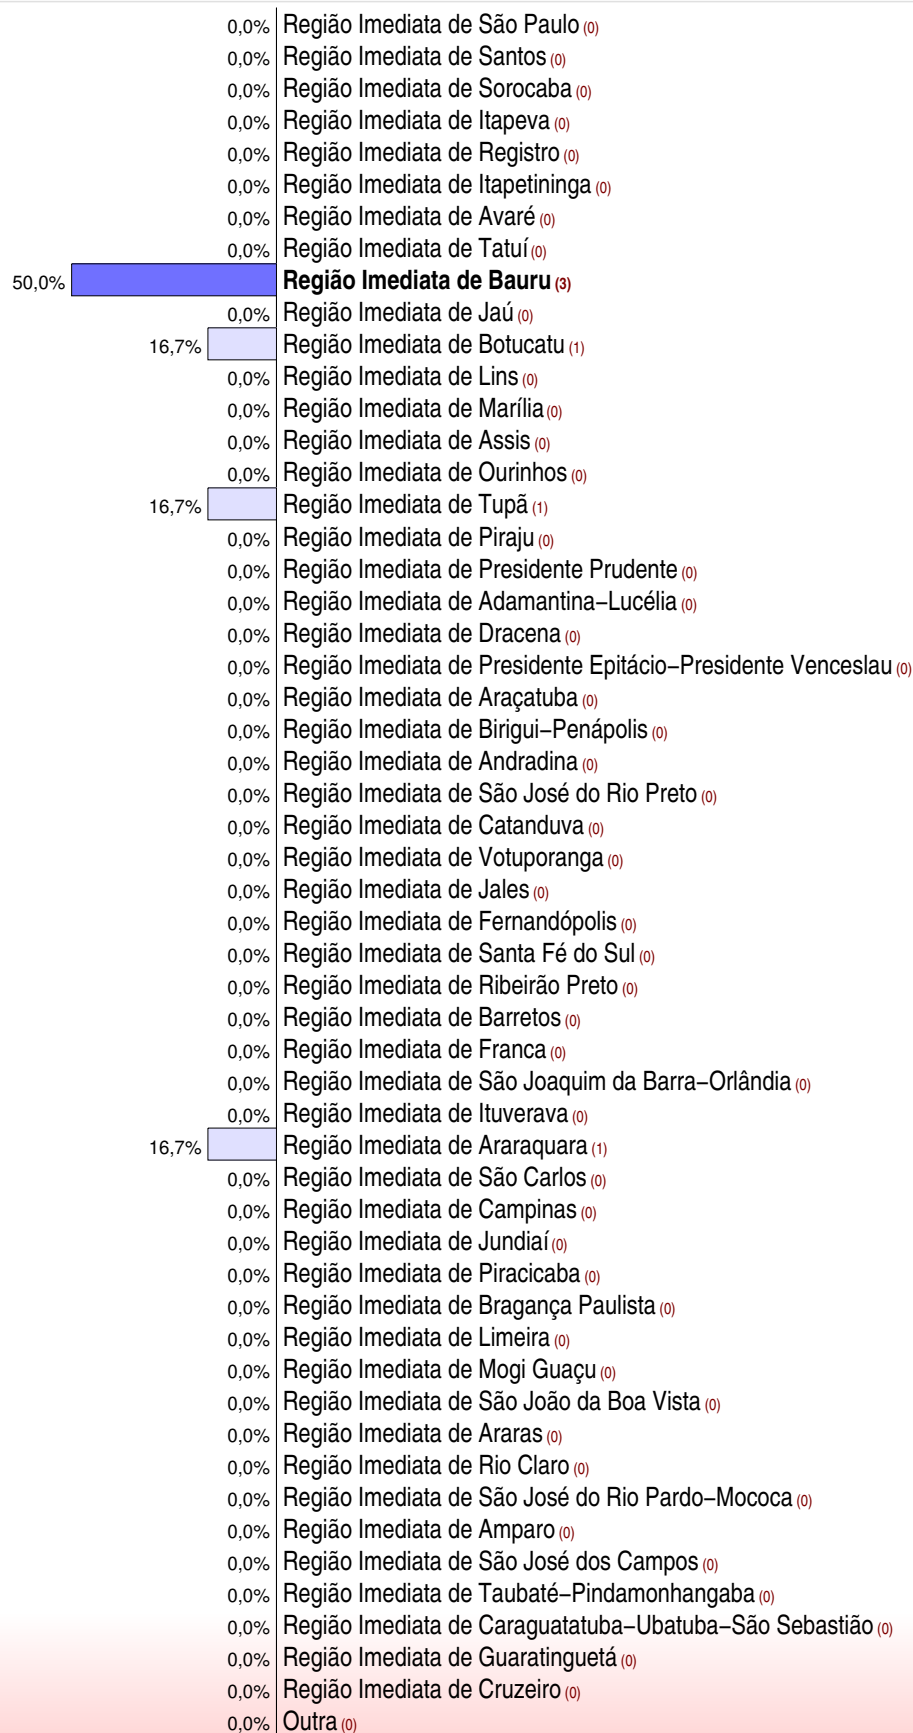 0,0% Região Imediata de São Paulo (0)
0,0% Região Imediata de Santos (0)
0,0% Região Imediata de Sorocaba (0)
0,0% Região Imediata de Itapeva (0)
0,0% Região Imediata de Registro (0)
0,0% Região Imediata de Itapetininga (0)
0,0% Região Imediata de Avaré (0)
0,0% Região Imediata de Tatuí (0)
50,0% Região Imediata de Bauru (3)
0,0% Região Imediata de Jaú (0)
16,7% Região Imediata de Botucatu (1)
0,0% Região Imediata de Lins (0)
0,0% Região Imediata de Marília (0)
0,0% Região Imediata de Assis (0)
0,0% Região Imediata de Ourinhos (0)
16,7% Região Imediata de Tupã (1)
0,0% Região Imediata de Piraju (0)
0,0% Região Imediata de Presidente Prudente (0)
0,0% Região Imediata de Adamantina–Lucélia (0)
0,0% Região Imediata de Dracena (0)
0,0% Região Imediata de Presidente Epitácio–Presidente Venceslau (0)
0,0% Região Imediata de Araçatuba (0)
0,0% Região Imediata de Birigui–Penápolis (0)
0,0% Região Imediata de Andradina (0)
0,0% Região Imediata de São José do Rio Preto (0)
0,0% Região Imediata de Catanduva (0)
0,0% Região Imediata de Votuporanga (0)
0,0% Região Imediata de Jales (0)
0,0% Região Imediata de Fernandópolis (0)
0,0% Região Imediata de Santa Fé do Sul (0)
0,0% Região Imediata de Ribeirão Preto (0)
0,0% Região Imediata de Barretos (0)
0,0% Região Imediata de Franca (0)
0,0% Região Imediata de São Joaquim da Barra–Orlândia (0)
0,0% Região Imediata de Ituverava (0)
16,7% Região Imediata de Araraquara (1)
0,0% Região Imediata de São Carlos (0)
0,0% Região Imediata de Campinas (0)
0,0% Região Imediata de Jundiaí (0)
0,0% Região Imediata de Piracicaba (0)
0,0% Região Imediata de Bragança Paulista (0)
0,0% Região Imediata de Limeira (0)
0,0% Região Imediata de Mogi Guaçu (0)
0,0% Região Imediata de São João da Boa Vista (0)
0,0% Região Imediata de Araras (0)
0,0% Região Imediata de Rio Claro (0)
0,0% Região Imediata de São José do Rio Pardo–Mococa (0)
0,0% Região Imediata de Amparo (0)
0,0% Região Imediata de São José dos Campos (0)
0,0% Região Imediata de Taubaté–Pindamonhangaba (0)
0,0% Região Imediata de Caraguatatuba–Ubatuba–São Sebastião (0)
0,0% Região Imediata de Guaratinguetá (0)
0,0% Região Imediata de Cruzeiro (0)
0,0% Outra (0)